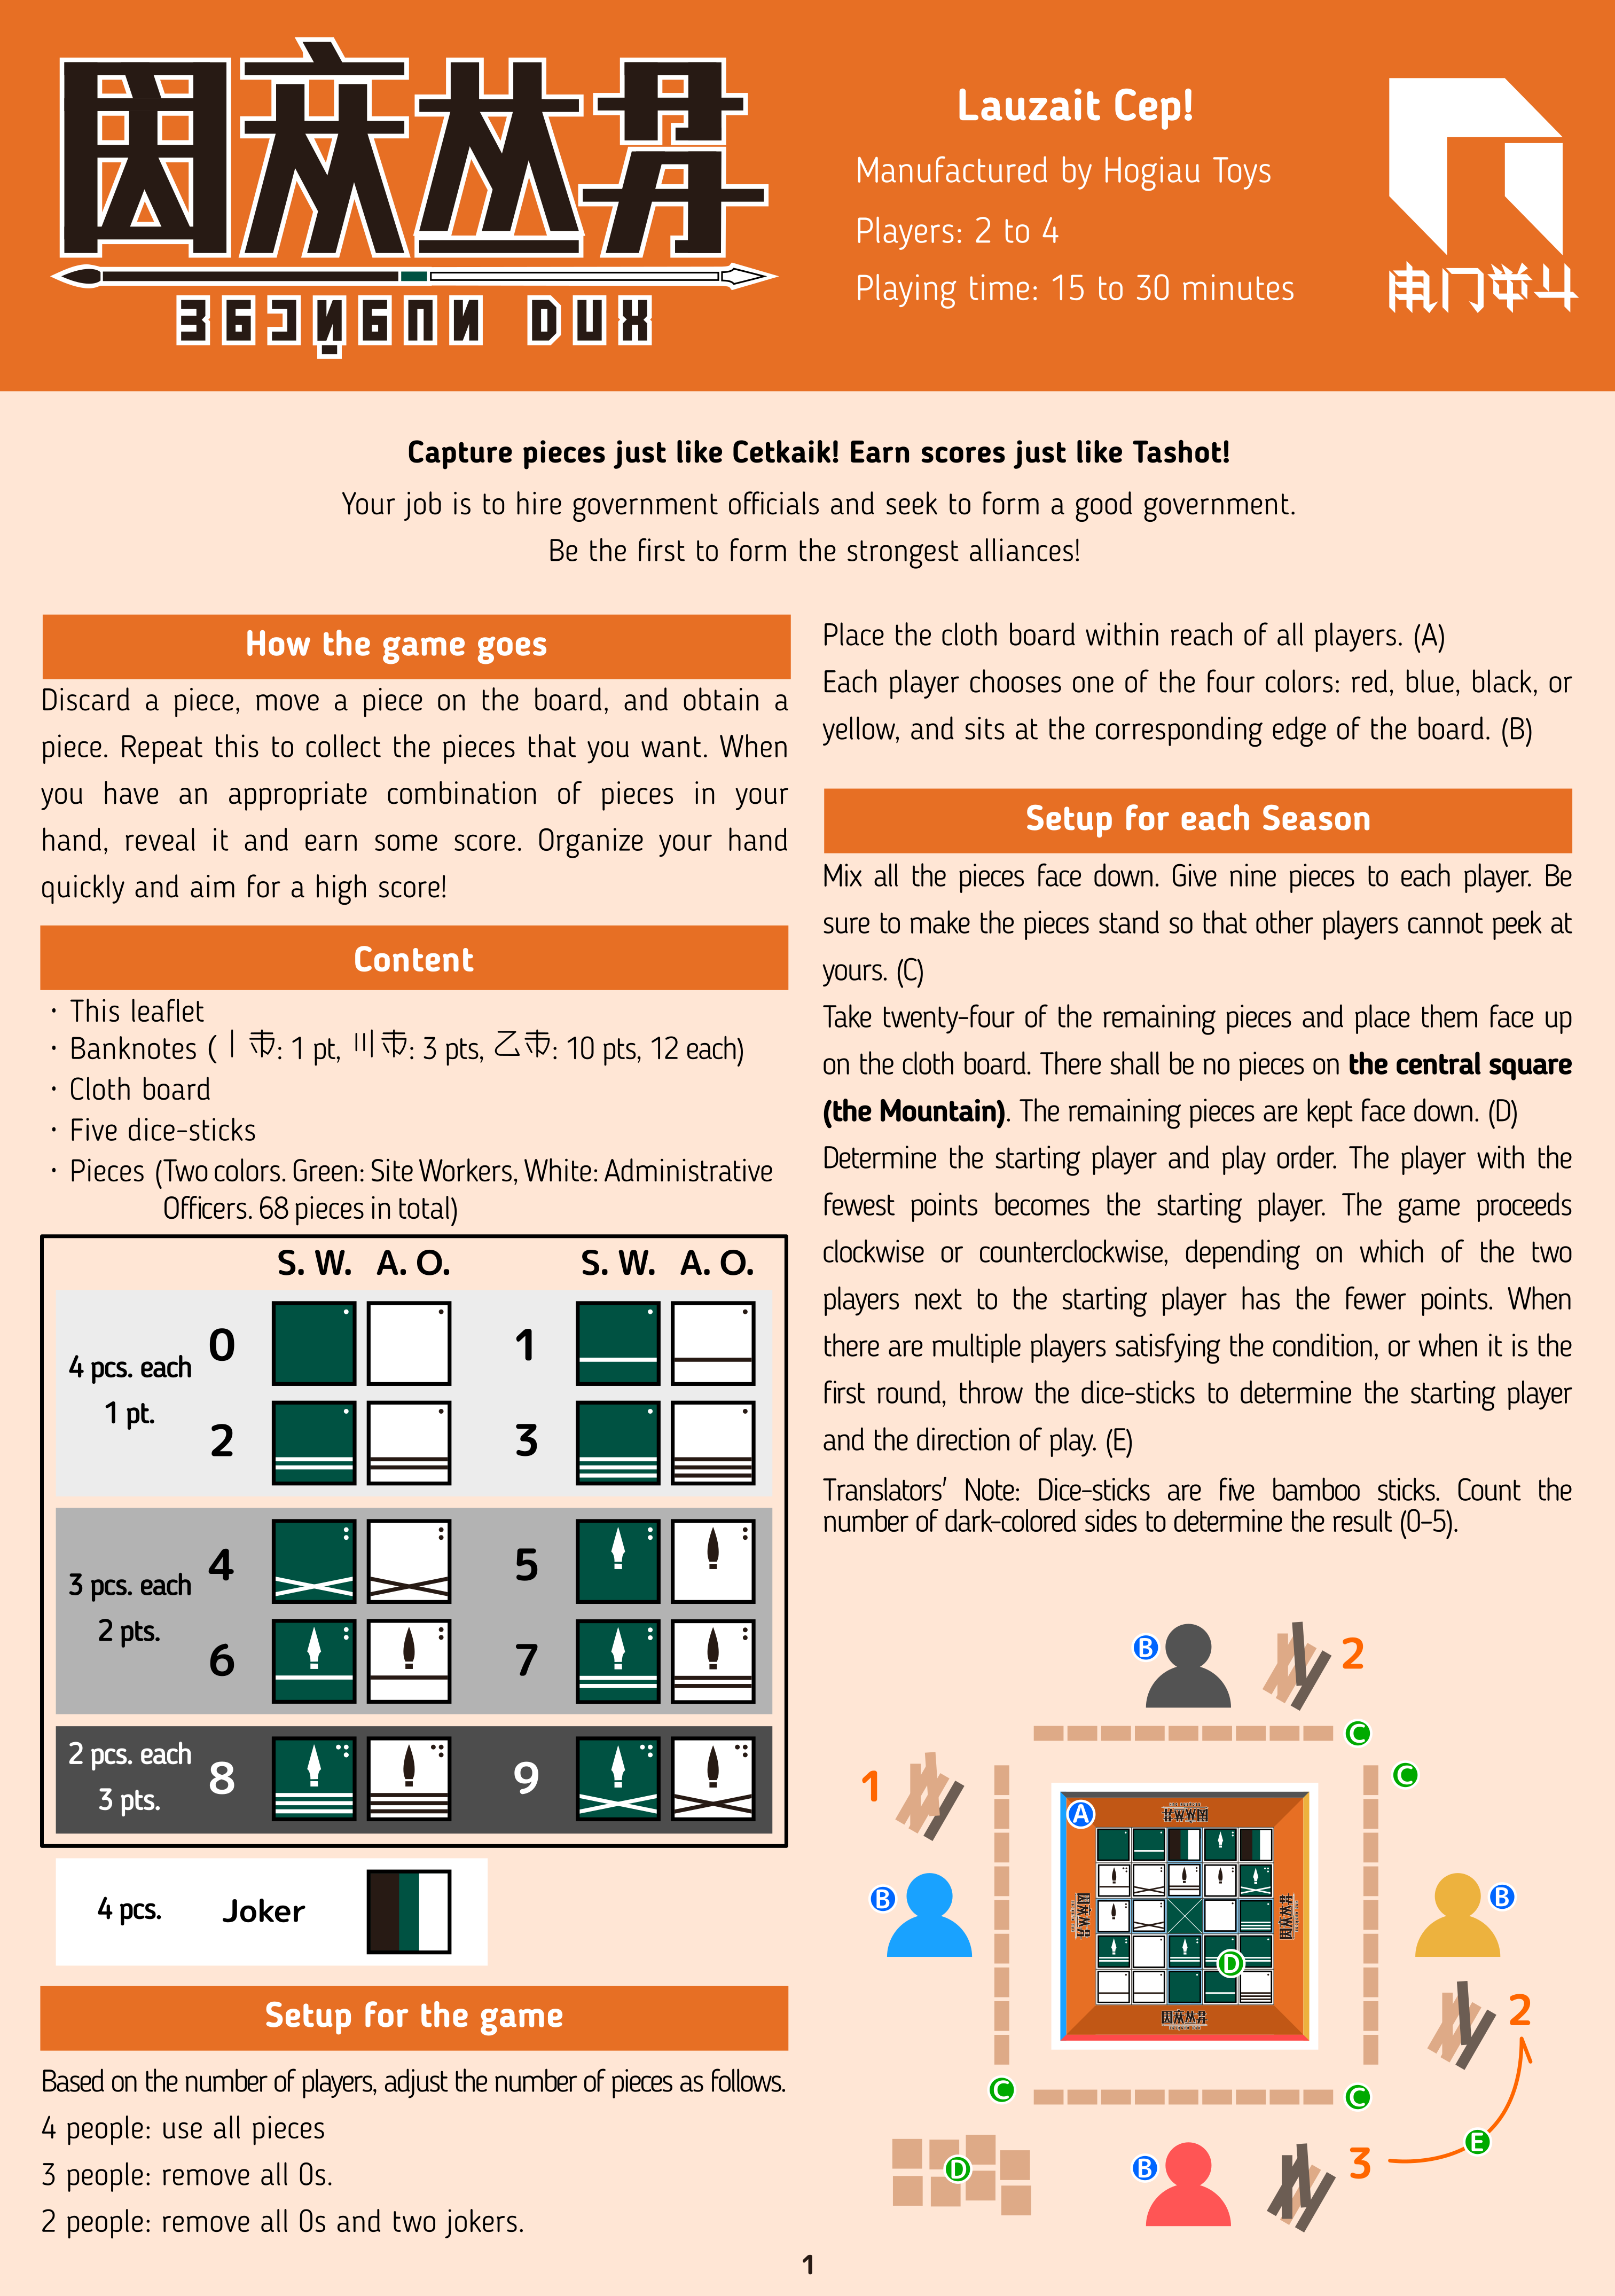 Lauzait Cep!
Manufactured by Hogiau Toys
Players: 2 to 4
Playing time: 15 to 30 minutes
Capture pieces just like Cetkaik! Earn scores just like Tashot!
Your job is to hire government officials and seek to form a good government.
Be the first to form the strongest alliances!
How the game goes
Discard a piece, move a piece on the board, and obtain a
piece. Repeat this to collect the pieces that you want. When
you have an appropriate combination of pieces in your
hand, reveal it and earn some score. Organize your hand
quickly and aim for a high score!
Content
・ This leaflet
・ Banknotes ( : 1 pt, : 3 pts, : 10 pts, 12 each)
・ Cloth board
・ Five dice-sticks
・ Pieces (Two colors. Green: Site Workers, White: Administrative
Officers. 68 pieces in total)
S. W. A. O. S. W. A. O.
4 pcs. each
1 pt.
0 1
2 3
3 pcs. each
2 pts.
4 5
6 7
2 pcs. each
3 pts.
8 9
4 pcs. Joker
Setup for the game
Based on the number of players, adjust the number of pieces as follows.
4 people: use all pieces
3 people: remove all 0s.
2 people: remove all 0s and two jokers.
Place the cloth board within reach of all players. (A)
Each player chooses one of the four colors: red, blue, black, or
yellow, and sits at the corresponding edge of the board. (B)
Setup for each Season
Mix all the pieces face down. Give nine pieces to each player. Be
sure to make the pieces stand so that other players cannot peek at
yours. (C)
Take twenty-four of the remaining pieces and place them face up
on the cloth board. There shall be no pieces on the central square
(the Mountain). The remaining pieces are kept face down. (D)
Determine the starting player and play order. The player with the
fewest points becomes the starting player. The game proceeds
clockwise or counterclockwise, depending on which of the two
players next to the starting player has the fewer points. When
there are multiple players satisfying the condition, or when it is the
first round, throw the dice-sticks to determine the starting player
and the direction of play. (E)
Translators' Note: Dice-sticks are five bamboo sticks. Count the
number of dark-colored sides to determine the result (0-5).
B 2
C
C
1
A
B
B
D
2
C
C
E
D
B
3
1